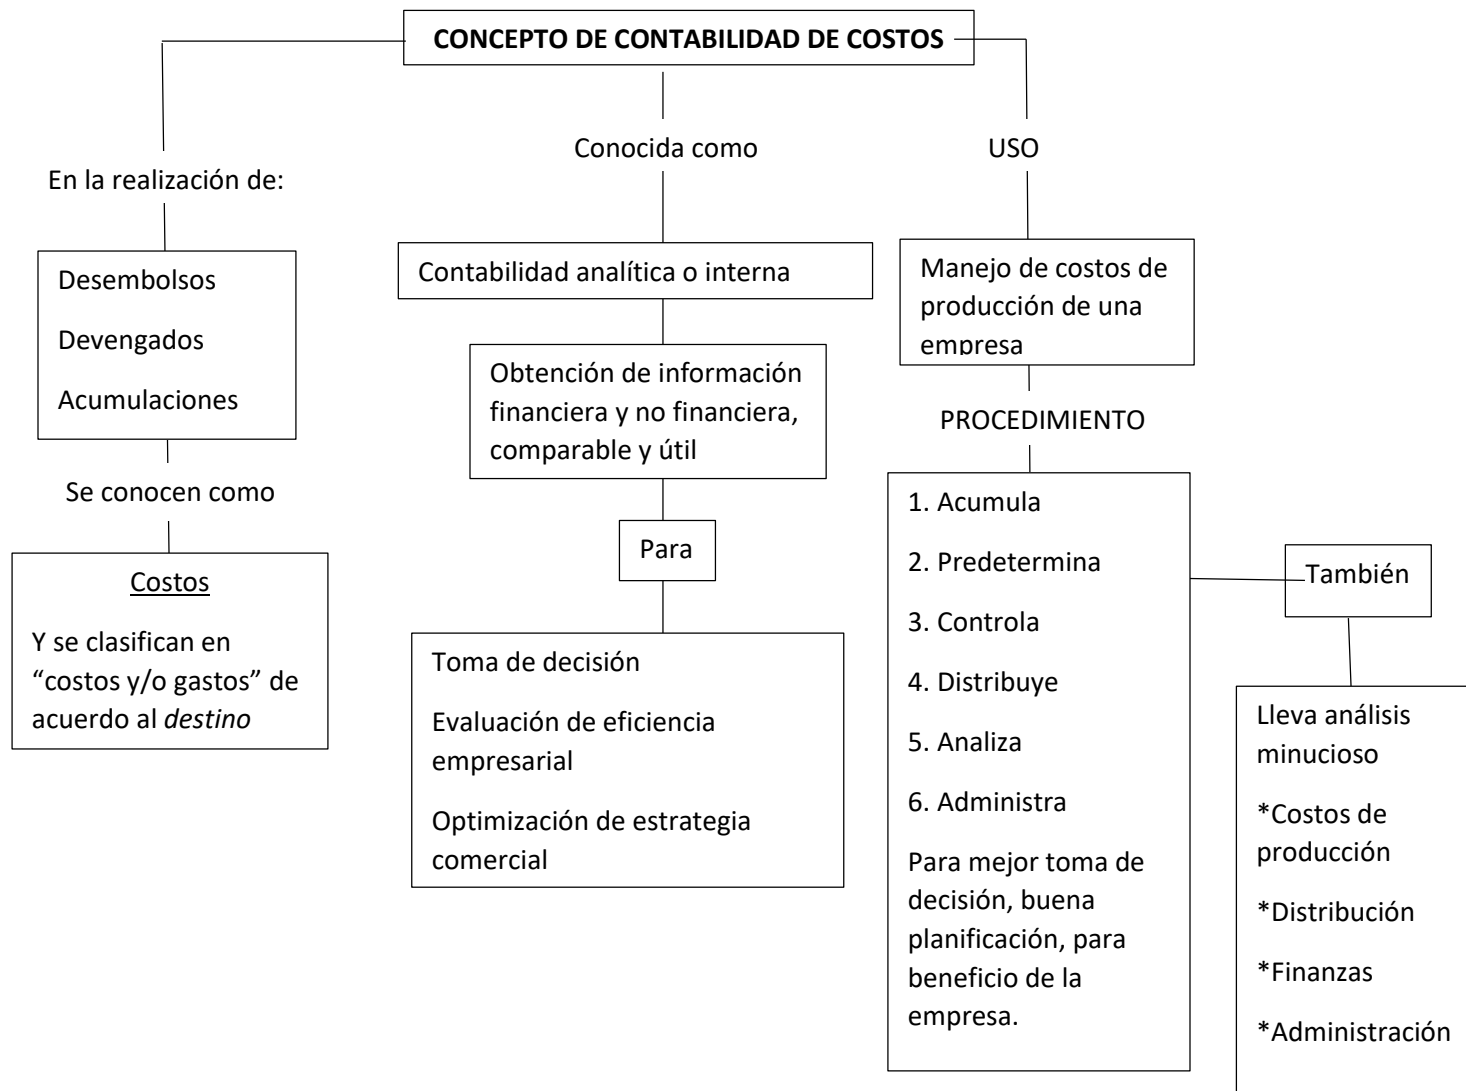 CONCEPTO DE CONTABILIDAD DE COSTOS
En la realización de:
Desembolsos
Devengados
Acumulaciones
Se conocen como
Costos
Y se clasifican en
“costos y/o gastos” de
acuerdo al destino
Conocida como
Contabilidad analítica o interna
Obtención de información
financiera y no financiera,
comparable y útil
Para
Toma de decisión
Evaluación de eficiencia
empresarial
Optimización de estrategia
comercial
USO
Manejo de costos de
producción de una
empresa
PROCEDIMIENTO
1. Acumula
2. Predetermina
3. Controla
4. Distribuye
5. Analiza
6. Administra
Para mejor toma de
decisión, buena
planificación, para
beneficio de la
empresa.
También
Lleva análisis
minucioso
*Costos de
producción
*Distribución
*Finanzas
*Administración